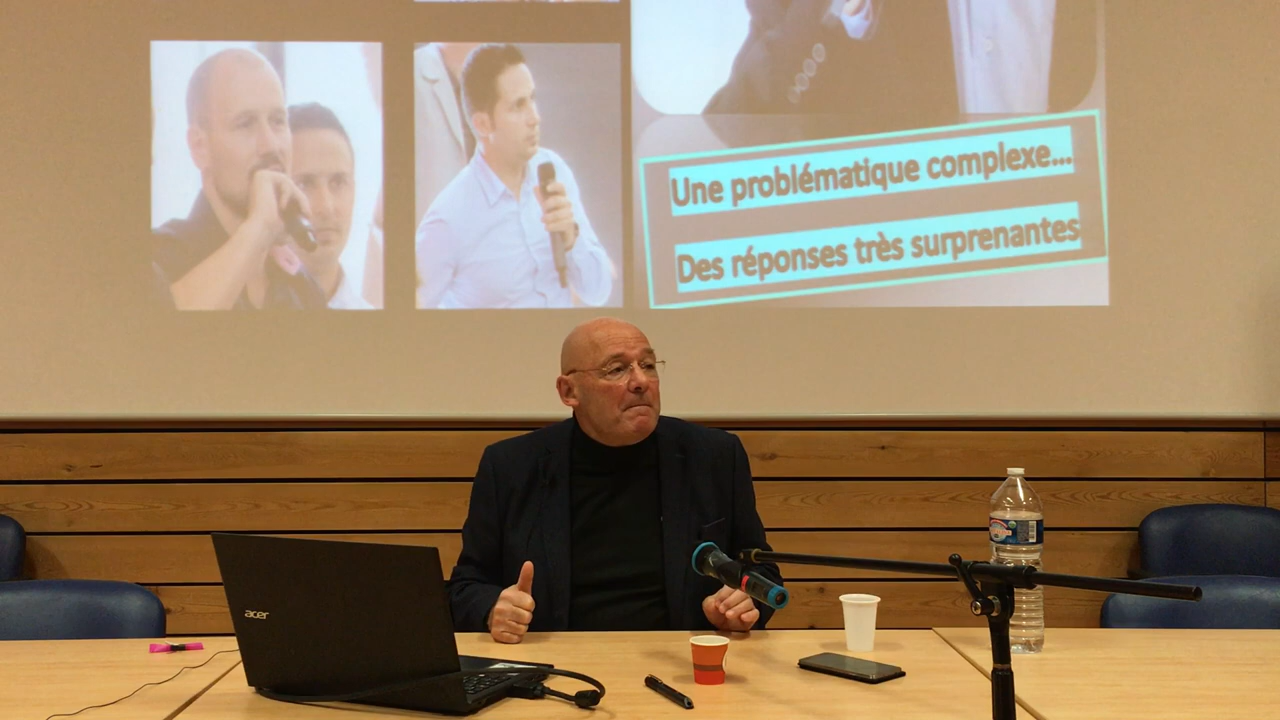 Une problématique complexe...
Des réponses très surprenantes
acer